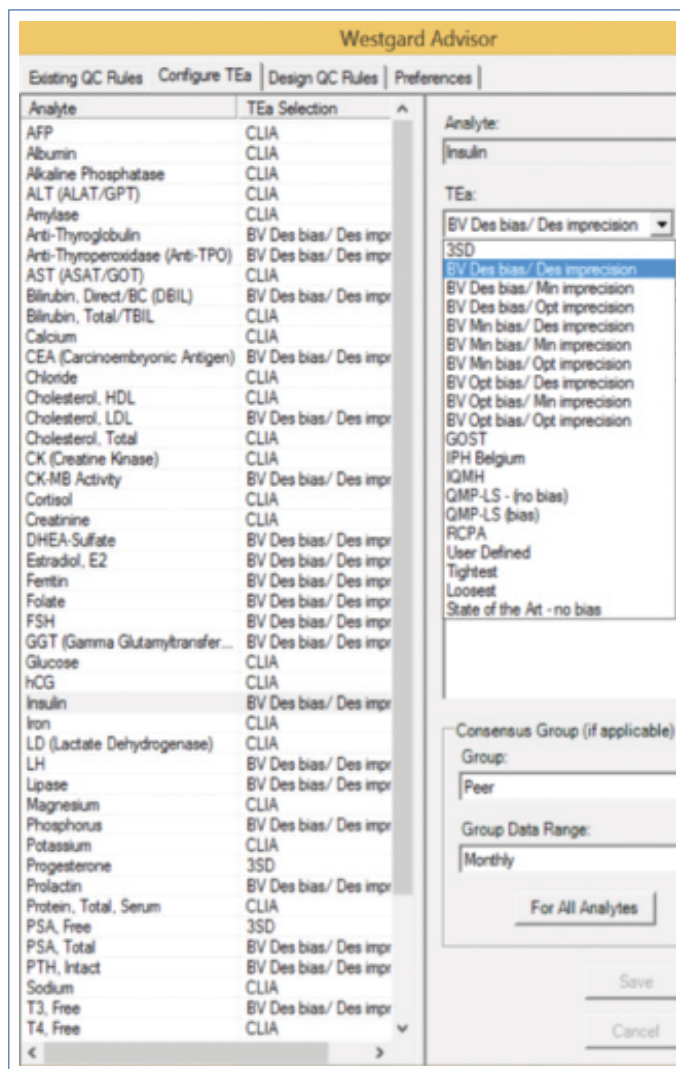 Westgard Advisor
Existing QC Rules Configure TEa Design QC Rules Preferences
Analyte TEa Selection
AFP CLIA
Albumin CLIA
Alkaline Phosphatase CLIA
ALT (ALAT/GPT) CLIA
Amylase CLIA
Anti-Thyroglobulin BV Des bias/ Des impr
Anti-Thyroperoxidase (Anti-TPO) BV Des bias/ Des impr
AST (ASAT/GOT) CLIA
Bilirubin, Direct/BC (DBIL) BV Des bias/ Des impr
Bilirubin, Total/TBIL CLIA
Calcium CLIA
CEA (Carcinoembryonic Antigen) BV Des bias/ Des impr
Chloride CLIA
Cholesterol, HDL CLIA
Cholesterol, LDL BV Des bias/ Des impr
Cholesterol, Total CLIA
CK (Creatine Kinase) CLIA
CK-MB Activity BV Des bias/ Des impr
Cortisol CLIA
Creatinine CLIA
DHEA-Sulfate BV Des bias/ Des impr
Estradiol, E2 BV Des bias/ Des impr
Ferritin BV Des bias/ Des impr
Folate BV Des bias/ Des impr
FSH BV Des bias/ Des impr
GGT (Gamma Glutamyltransfer... BV Des bias/ Des impr
Glucose CLIA
hCG CLIA
Insulin BV Des bias/ Des impr
Iron CLIA
LD (Lactate Dehydrogenase) CLIA
LH BV Des bias/ Des impr
Lipase BV Des bias/ Des impr
Magnesium CLIA
Phosphorus BV Des bias/ Des impr
Potassium CLIA
Progesterone 3SD
Prolactin BV Des bias/ Des impr
Protein, Total, Serum CLIA
PSA, Free 3SD
PSA, Total BV Des bias/ Des impr
PTH, Intact BV Des bias/ Des impr
Sodium CLIA
T3, Free BV Des bias/ Des impr
T4, Free CLIA
Analyte:
Insulin
TEa:
BV Des bias/ Des imprecision
3SD
BV Des bias/ Des imprecision
BV Des bias/ Min imprecision
BV Des bias/ Opt imprecision
BV Min bias/ Des imprecision
BV Min bias/ Min imprecision
BV Min bias/ Opt imprecision
BV Opt bias/ Des imprecision
BV Opt bias/ Min imprecision
BV Opt bias/ Opt imprecision
GOST
IPH Belgium
IQMH
QMP-LS - (no bias)
QMP-LS (bias)
RCPA
User Defined
Tightest
Loosest
State of the Art - no bias
Consensus Group (if applicable)
Group:
Peer
Group Data Range:
Monthly
For All Analytes
Save
Cancel